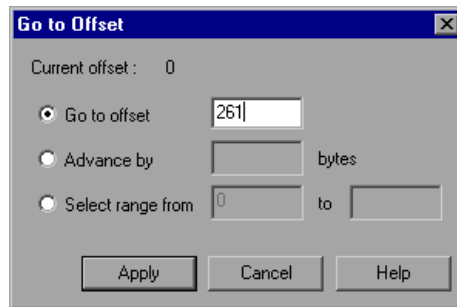 Go to Offset
Current offset : 0
Go to offset 261
Advance by bytes
Select range from 0 to
Apply Cancel Help